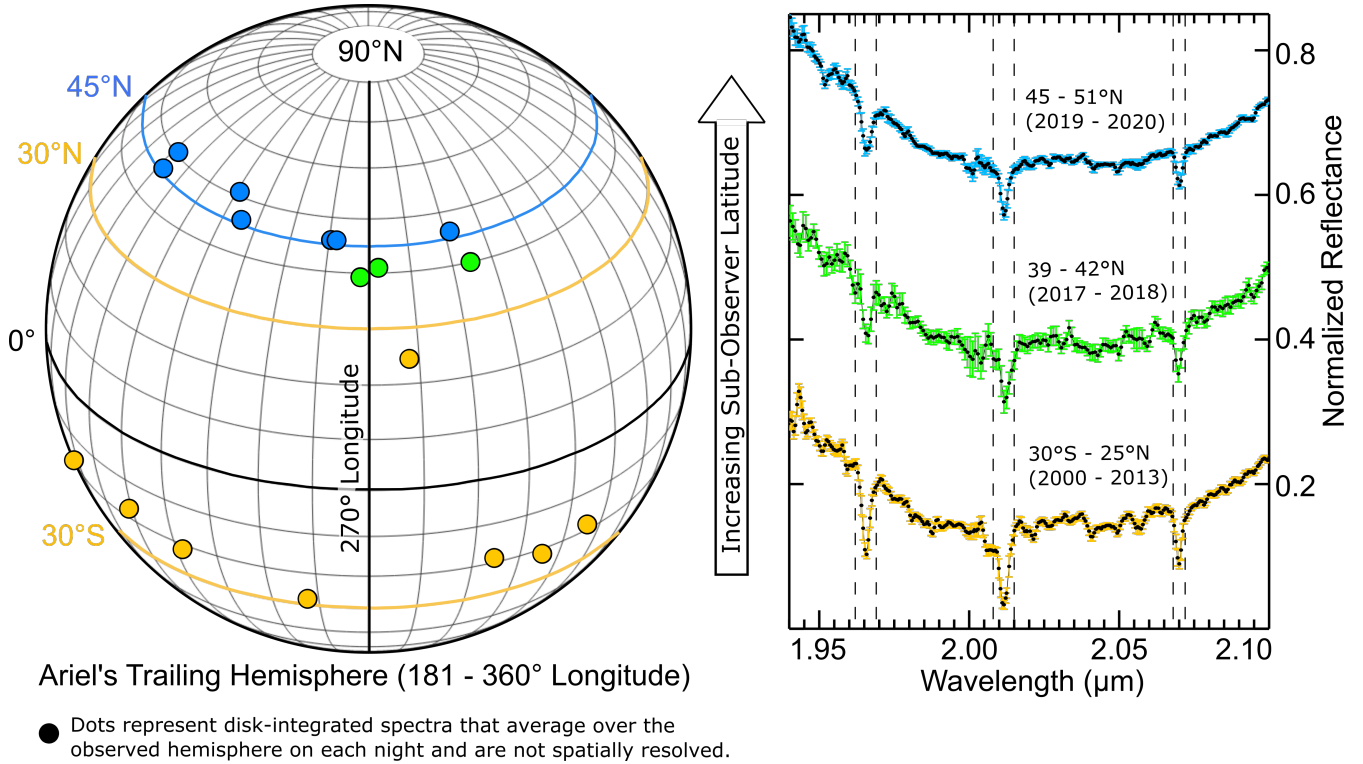 90°N
45°N
30°N
0°
30°S
270° Longitude
Ariel's Trailing Hemisphere (181 - 360° Longitude)
Dots represent disk-integrated spectra that average over the
observed hemisphere on each night and are not spatially resolved.
Increasing Sub-Observer Latitude
45 - 51°N
(2019 - 2020)
39 - 42°N
(2017 - 2018)
30°S - 25°N
(2000 - 2013)
0.8
0.6
0.4
0.2
Normalized Reflectance
1.95
2.00
2.05
2.10
Wavelength (µm)